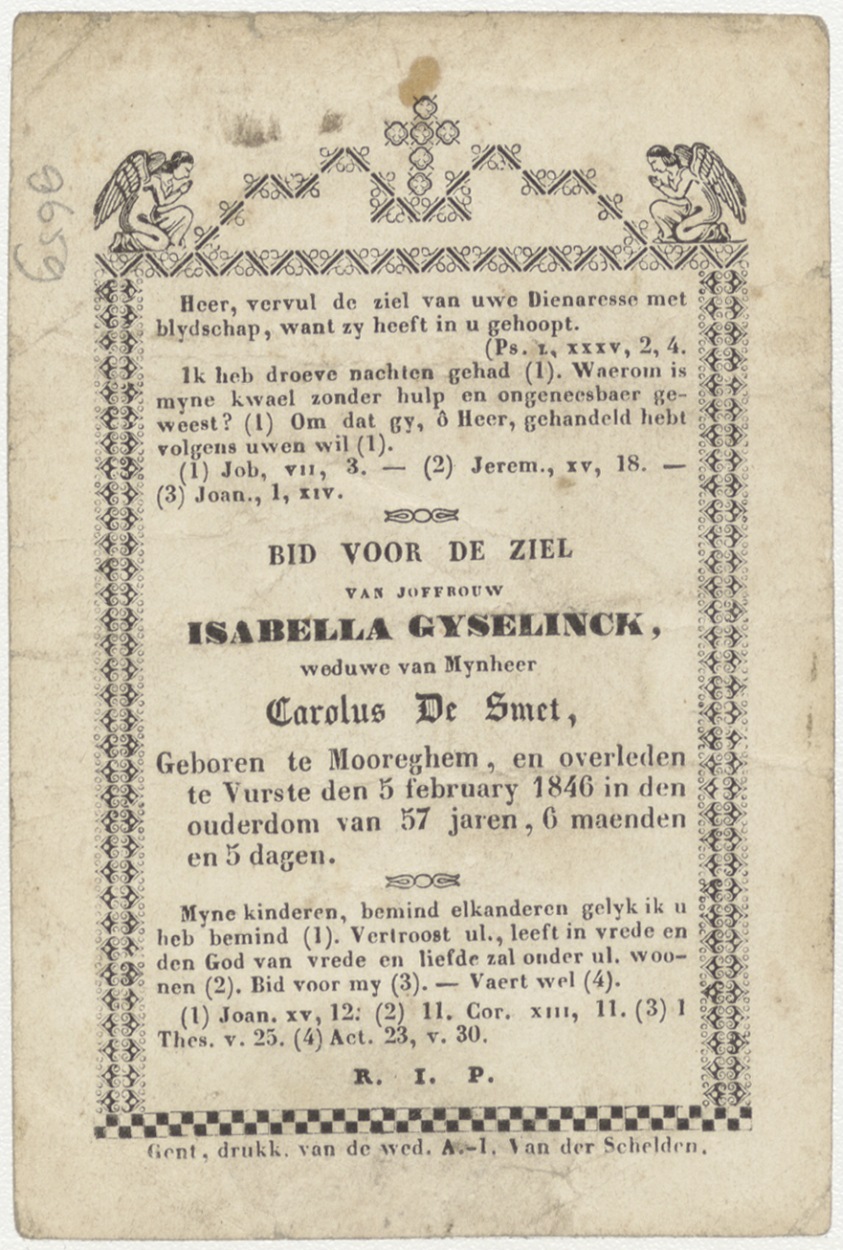 Heer, vervul de ziel van uwe Dienaresse met
blydschap, want zy heeft in u gehoopt.
(Ps. L, XXXV, 2, 4.
Ik heb droeve nachten gehad (1). Waerom is
myne kwael zonder hulp en ongeneesbaer ge-
weest? (1) Om dat gy, ô Heer, gehandeld hebt
volgens uwen wil (1).
(1) Job, VII, 3. — (2) Jerem., XV, 18. —
(3) Joan., 1, XIV.
BID VOOR DE ZIEL
VAN JOFFROUW
ISABELLA GYSELINCK,
weduwe van Mynheer
Carolus De Smet,
Geboren te Mooreghem, en overleden
te Vurste den 5 february 1846 in den
ouderdom van 57 jaren, 6 maenden
en 5 dagen.
Myne kinderen, bemind elkanderen gelyk ik u
heb bemind (1). Vertroost ul., leeft in vrede en
den God van vrede en liefde zal onder ul. woo-
nen (2). Bid voor my (3). — Vaert wel (4).
(1) Joan. XV, 12: (2) 11. Cor. XIII, 11. (3) 1
Thes. v. 25. (4) Act. 23, v. 30.
R. I. P.
Gent, drukk. van de wed. A.-I. Van der Schelden.